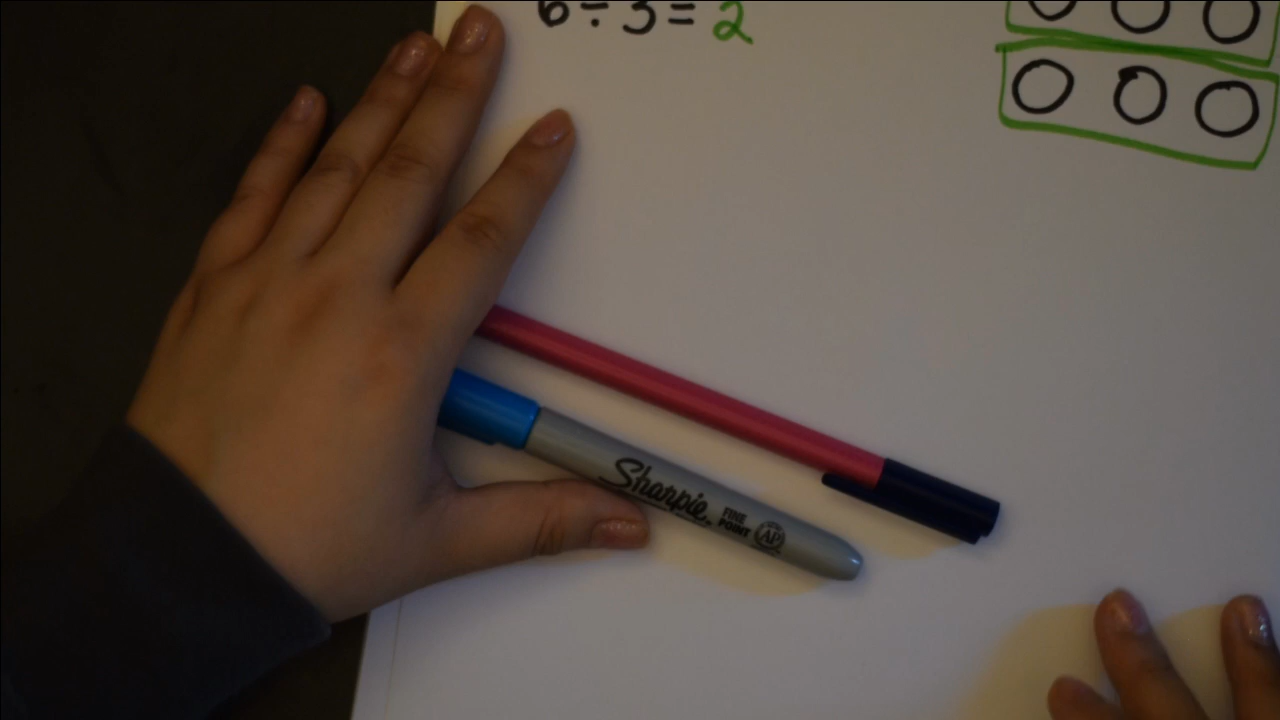 6 ÷ 3 = 2
Sharpie.
FINE
POINT
AP